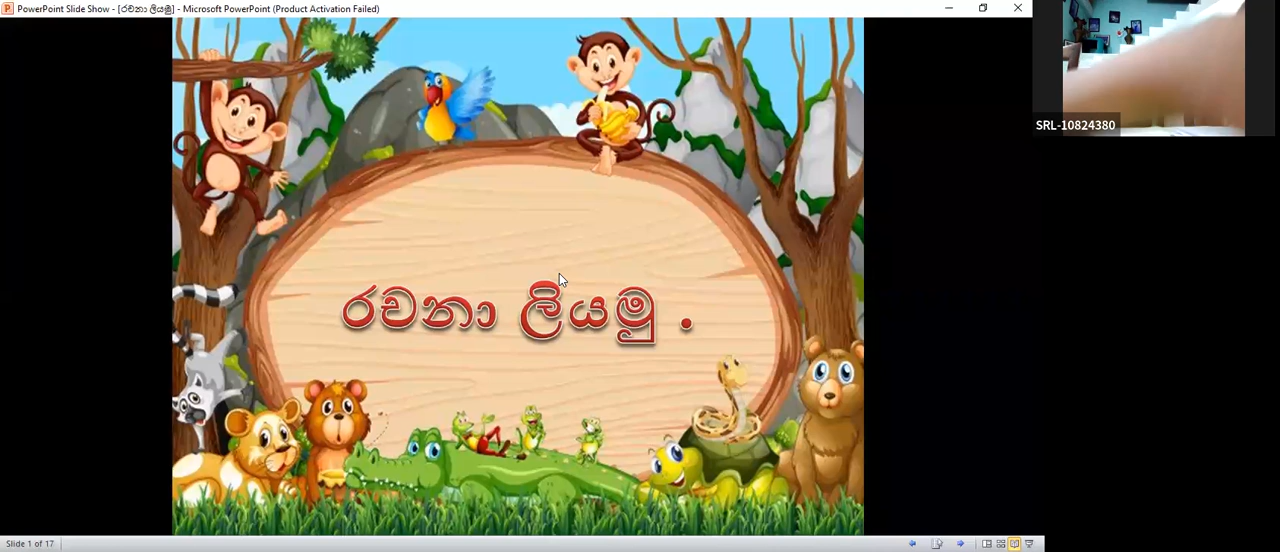 PowerPoint Slide Show - [රචනා ලියමු] - Microsoft PowerPoint (Product Activation Failed)
SRL-10824380
රචනා ලියමු .
Slide 1 of 17